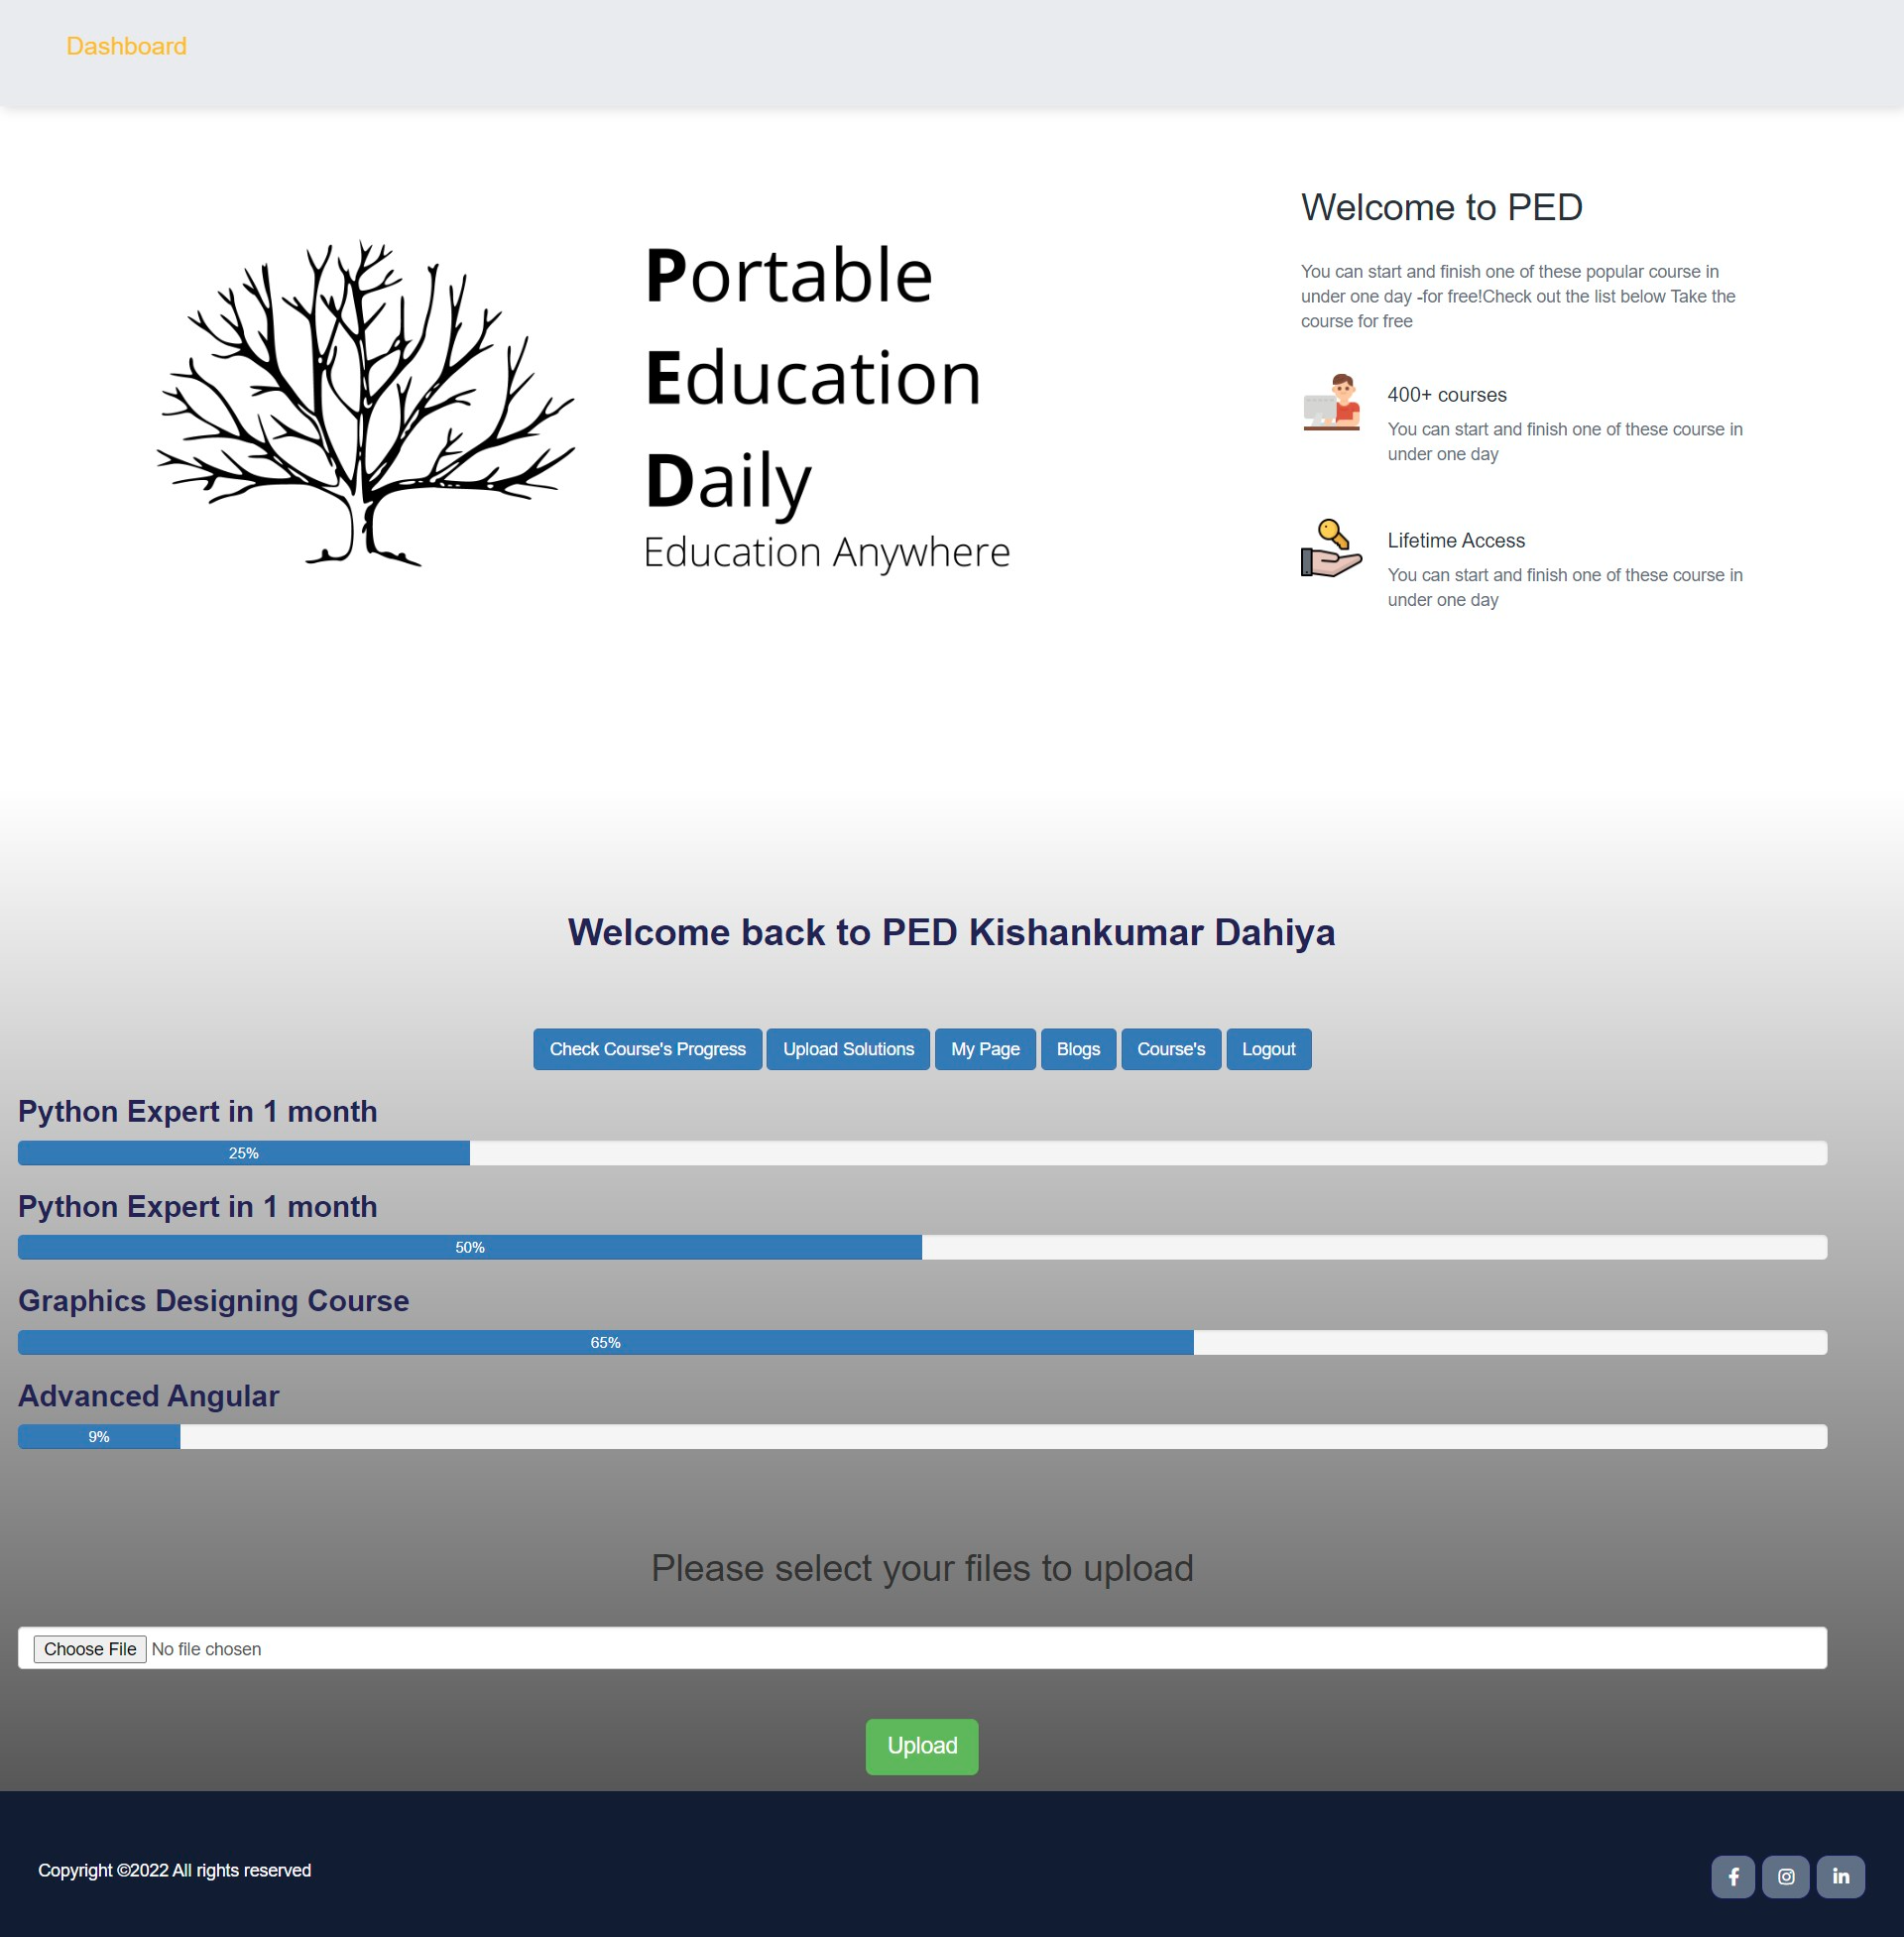 Dashboard
Portable
Education
Daily
Education Anywhere
Welcome to PED
You can start and finish one of these popular course in
under one day -for free!Check out the list below Take the
course for free
400+ courses
You can start and finish one of these course in
under one day
Lifetime Access
You can start and finish one of these course in
under one day
Welcome back to PED Kishankumar Dahiya
Check Course's Progress Upload Solutions My Page Blogs Course's Logout
Python Expert in 1 month
25%
Python Expert in 1 month
50%
Graphics Designing Course
65%
Advanced Angular
9%
Please select your files to upload
Choose File No file chosen
Upload
Copyright ©2022 All rights reserved